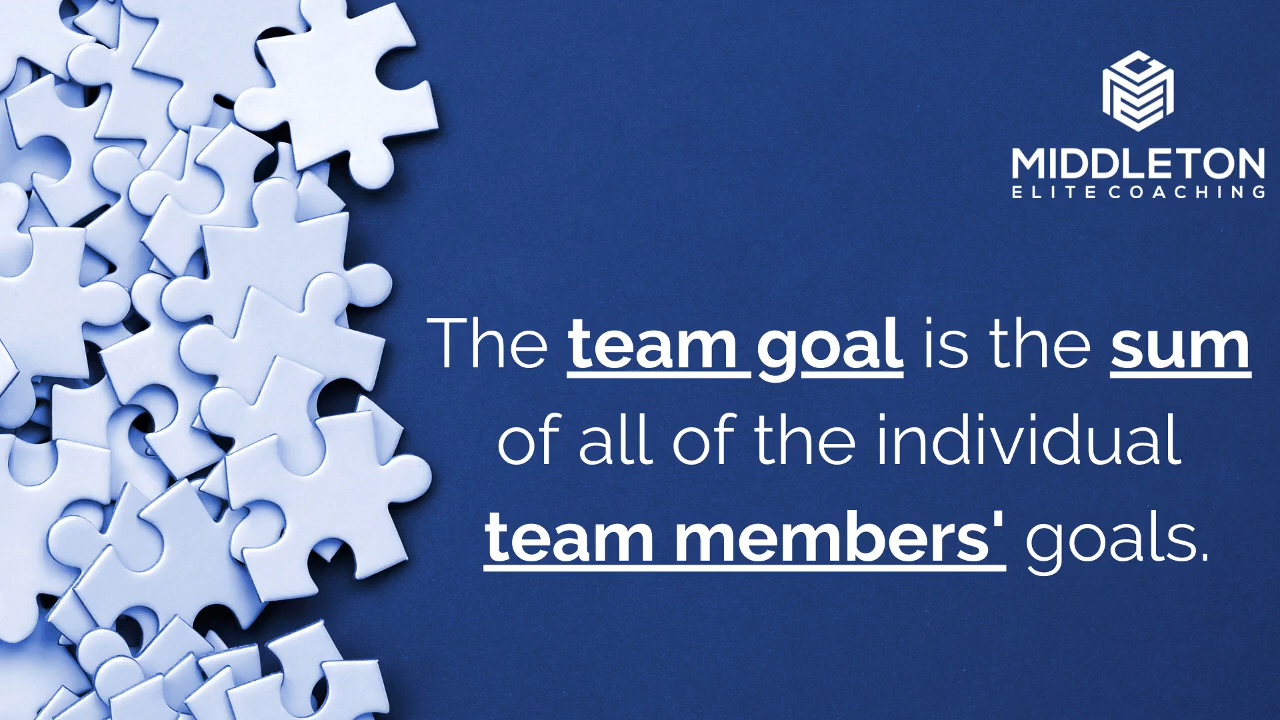 MIDDLETON
ELITE COACHING
The team goal is the sum
of all of the individual
team members' goals.